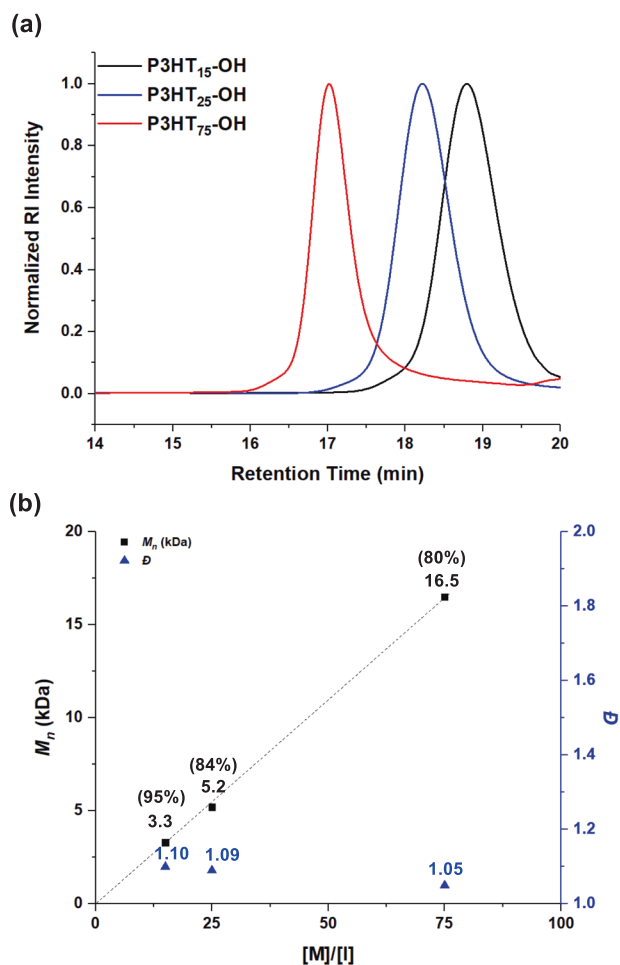 (a)
P3HT15-OH
P3HT25-OH
P3HT75-OH
1.0
0.8
0.6
0.4
0.2
0.0
Normalized RI Intensity
14 15 16 17 18 19 20
Retention Time (min)
(b)
20
15
10
5
0
Mn (kDa)
Mn (kDa)
Đ
(80%)
16.5
(84%)
5.2
(95%)
3.3
1.10
1.09
1.05
2.0
1.8
1.6
1.4
1.2
1.0
Đ
0 25 50 75 100
[M]/[I]